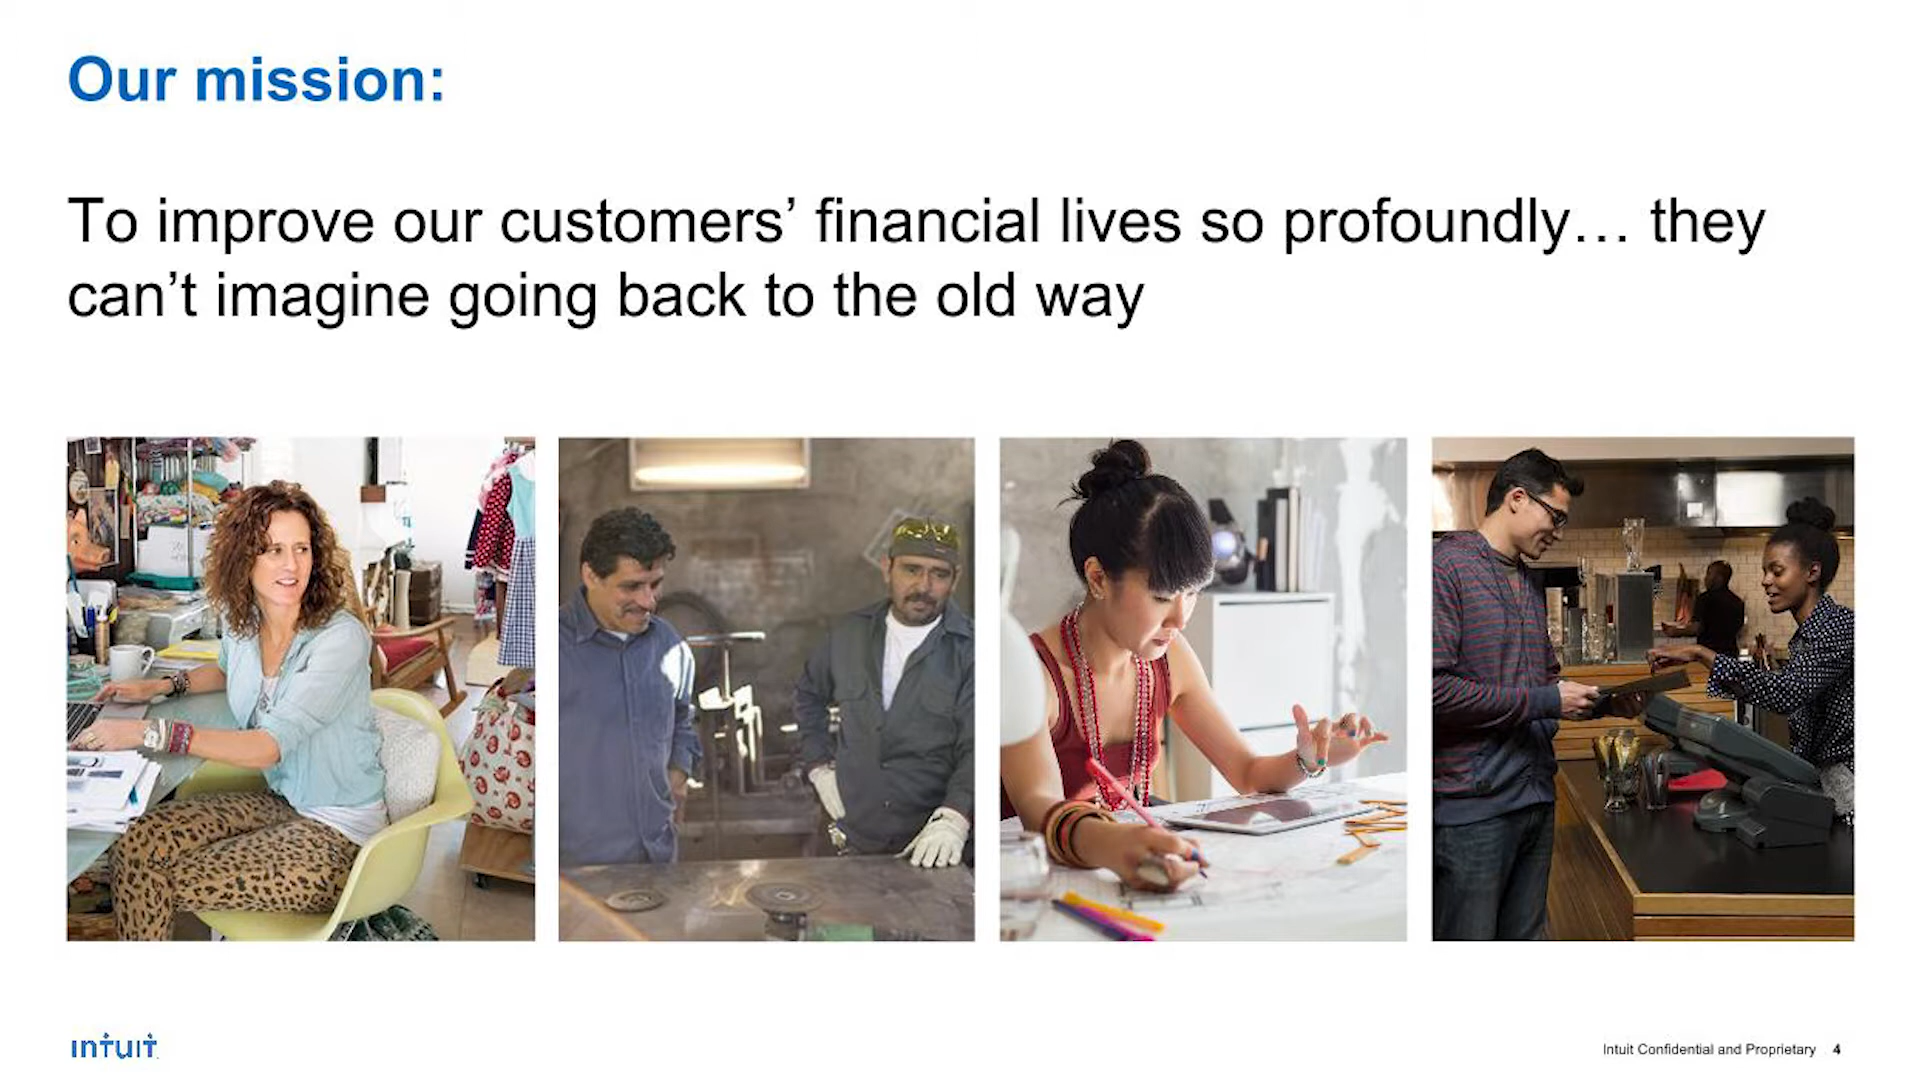 Our mission:
To improve our customers’ financial lives so profoundly… they
can’t imagine going back to the old way
intuit
Intuit Confidential and Proprietary 4